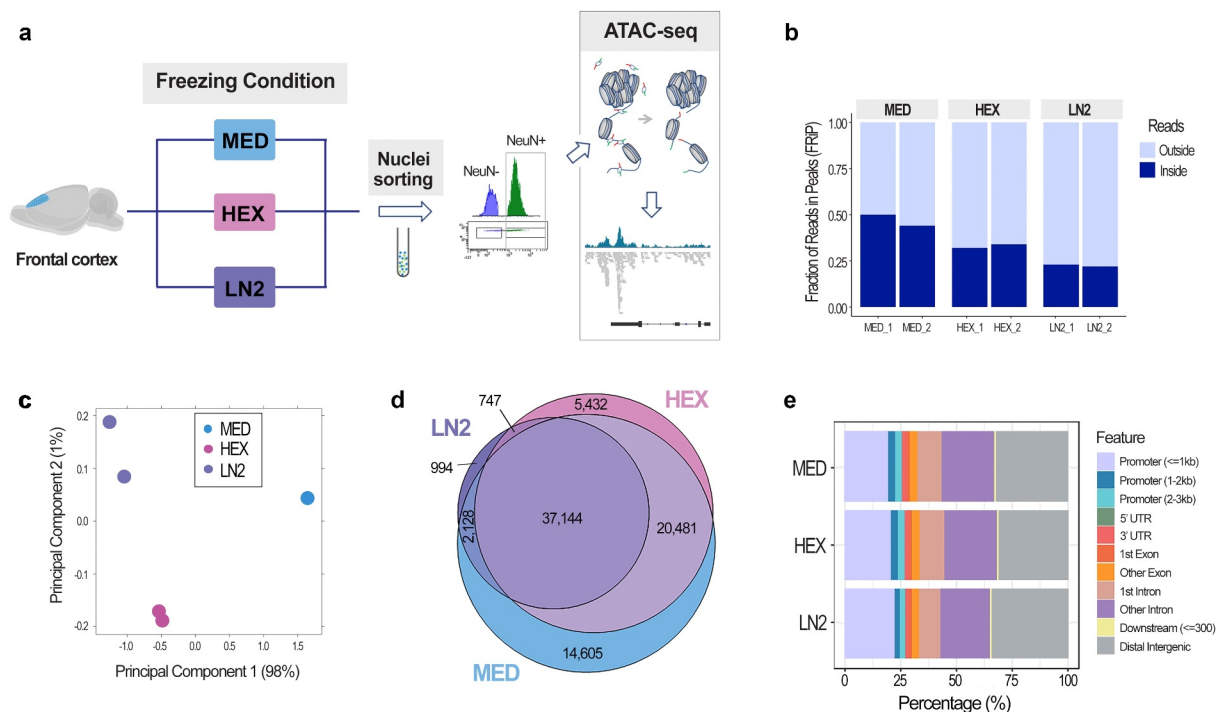 a
Freezing Condition
MED
HEX
LN2
Frontal cortex
Nuclei
sorting
NeuN-
NeuN+
ATAC-seq
b
MED HEX LN2
Fraction of Reads in Peaks (FRiP)
1.00
0.75
0.50
0.25
0.00
MED_1 MED_2 HEX_1 HEX_2 LN2_1 LN2_2
Reads
Outside
Inside
c
Principal Component 2 (1%)
0.2
0.1
0.0
-0.1
-0.2
-1.0 -0.5 0.0 0.5 1.0 1.5
Principal Component 1 (98%)
MED
HEX
LN2
d
HEX
LN2
MED
747
5,432
994
2,128
37,144
20,481
14,605
e
MED
HEX
LN2
0 25 50 75 100
Percentage (%)
Feature
Promoter (<=1kb)
Promoter (1-2kb)
Promoter (2-3kb)
5' UTR
3' UTR
1st Exon
Other Exon
1st Intron
Other Intron
Downstream (<=300)
Distal Intergenic